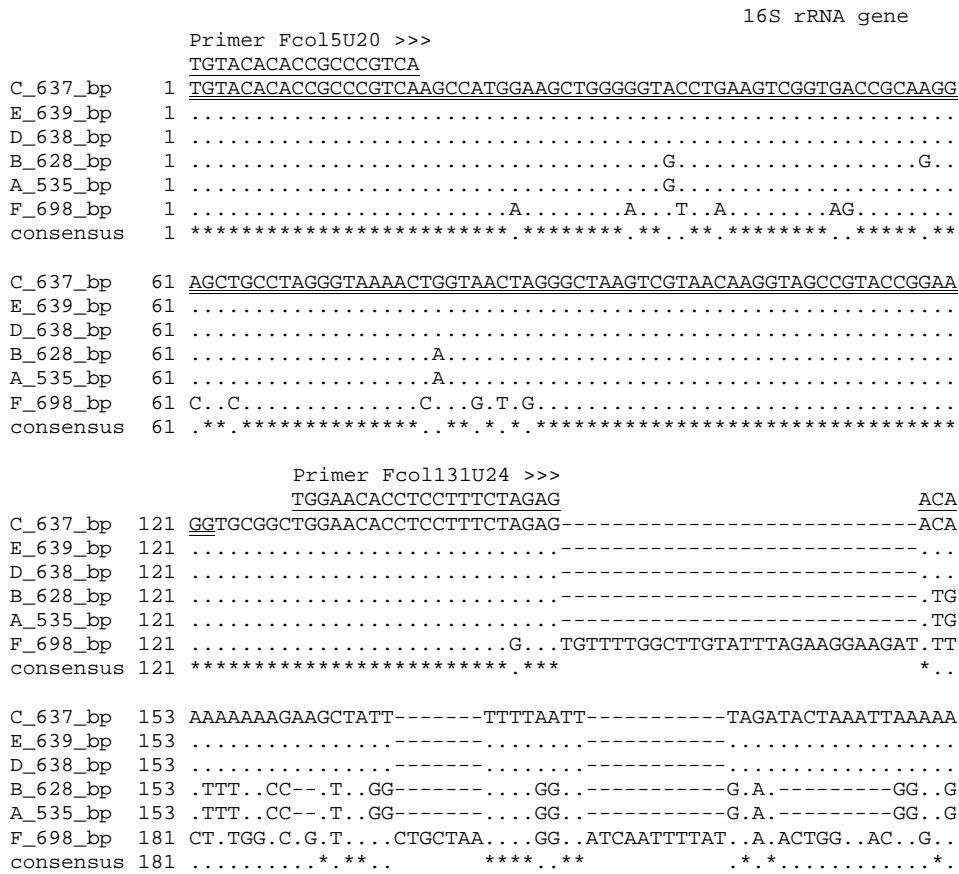 16S rRNA gene
Primer Fcol5U20 >>>
TGTACACACCGCCCGTCA
C_637_bp 1 TGTACACACCGCCCGTCAAGCCATGGAAGCTGGGGGTACCTGAAGTCGGTGACCGCAAGG
E_639_bp 1 ............................................................
D_638_bp 1 ............................................................
B_628_bp 1 .....................................G...................G..
A_535_bp 1 .....................................G......................
F_698_bp 1 .........................A........A...T..A........AG........
consensus 1 *************************.********.**..**.********..*****.**
C_637_bp 61 AGCTGCCTAGGGTAAAACTGGTAACTAGGGCTAAGTCGTAACAAGGTAGCCGTACCGGAA
E_639_bp 61 ............................................................
D_638_bp 61 ............................................................
B_628_bp 61 ...................A........................................
A_535_bp 61 ...................A........................................
F_698_bp 61 C..C..............C...G.T.G.................................
consensus 61 .**.**************..**.*.*.*********************************
Primer Fcol131U24 >>>
TGGAACACCTCCTTTCTAGAG ACA
C_637_bp 121 GGTGCGGCTGGAACACCTCCTTTCTAGAG----------------------------ACA
E_639_bp 121 .............................----------------------------...
D_638_bp 121 .............................----------------------------...
B_628_bp 121 .............................----------------------------.TG
A_535_bp 121 .............................----------------------------.TG
F_698_bp 121 .........................G...TGTTTTGGCTTGTATTTAGAAGGAAGAT.TT
consensus 121 *************************.*** *..
C_637_bp 153 AAAAAAAGAAGCTATT-------TTTTAATT-----------TAGATACTAAATTAAAAA
E_639_bp 153 ................-------........-----------..................
D_638_bp 153 ................-------........-----------..................
B_628_bp 153 .TTT..CC--.T..GG-------....GG..-----------G.A.---------GG..G
A_535_bp 153 .TTT..CC--.T..GG-------....GG..-----------G.A.---------GG..G
F_698_bp 181 CT.TGG.C.G.T....CTGCTAA....GG..ATCAATTTTAT..A.ACTGG..AC..G..
consensus 181 ..........*.**.. ****..** .*.*............*.